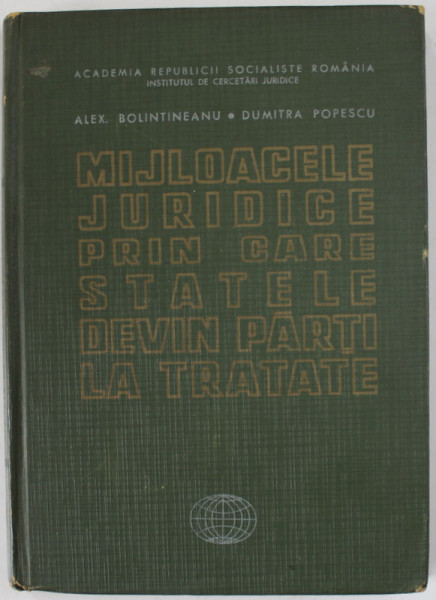 ACADEMIA REPUBLICII SOCIALISTE ROMÂNIA
INSTITUTUL DE CERCETĂRI JURIDICE
ALEX. BOLINTINEANU • DUMITRA POPESCU
MIJLOACELE
JURIDICE
PRIN CARE
STATELE
DEVIN PĂRȚI
LA TRATATE